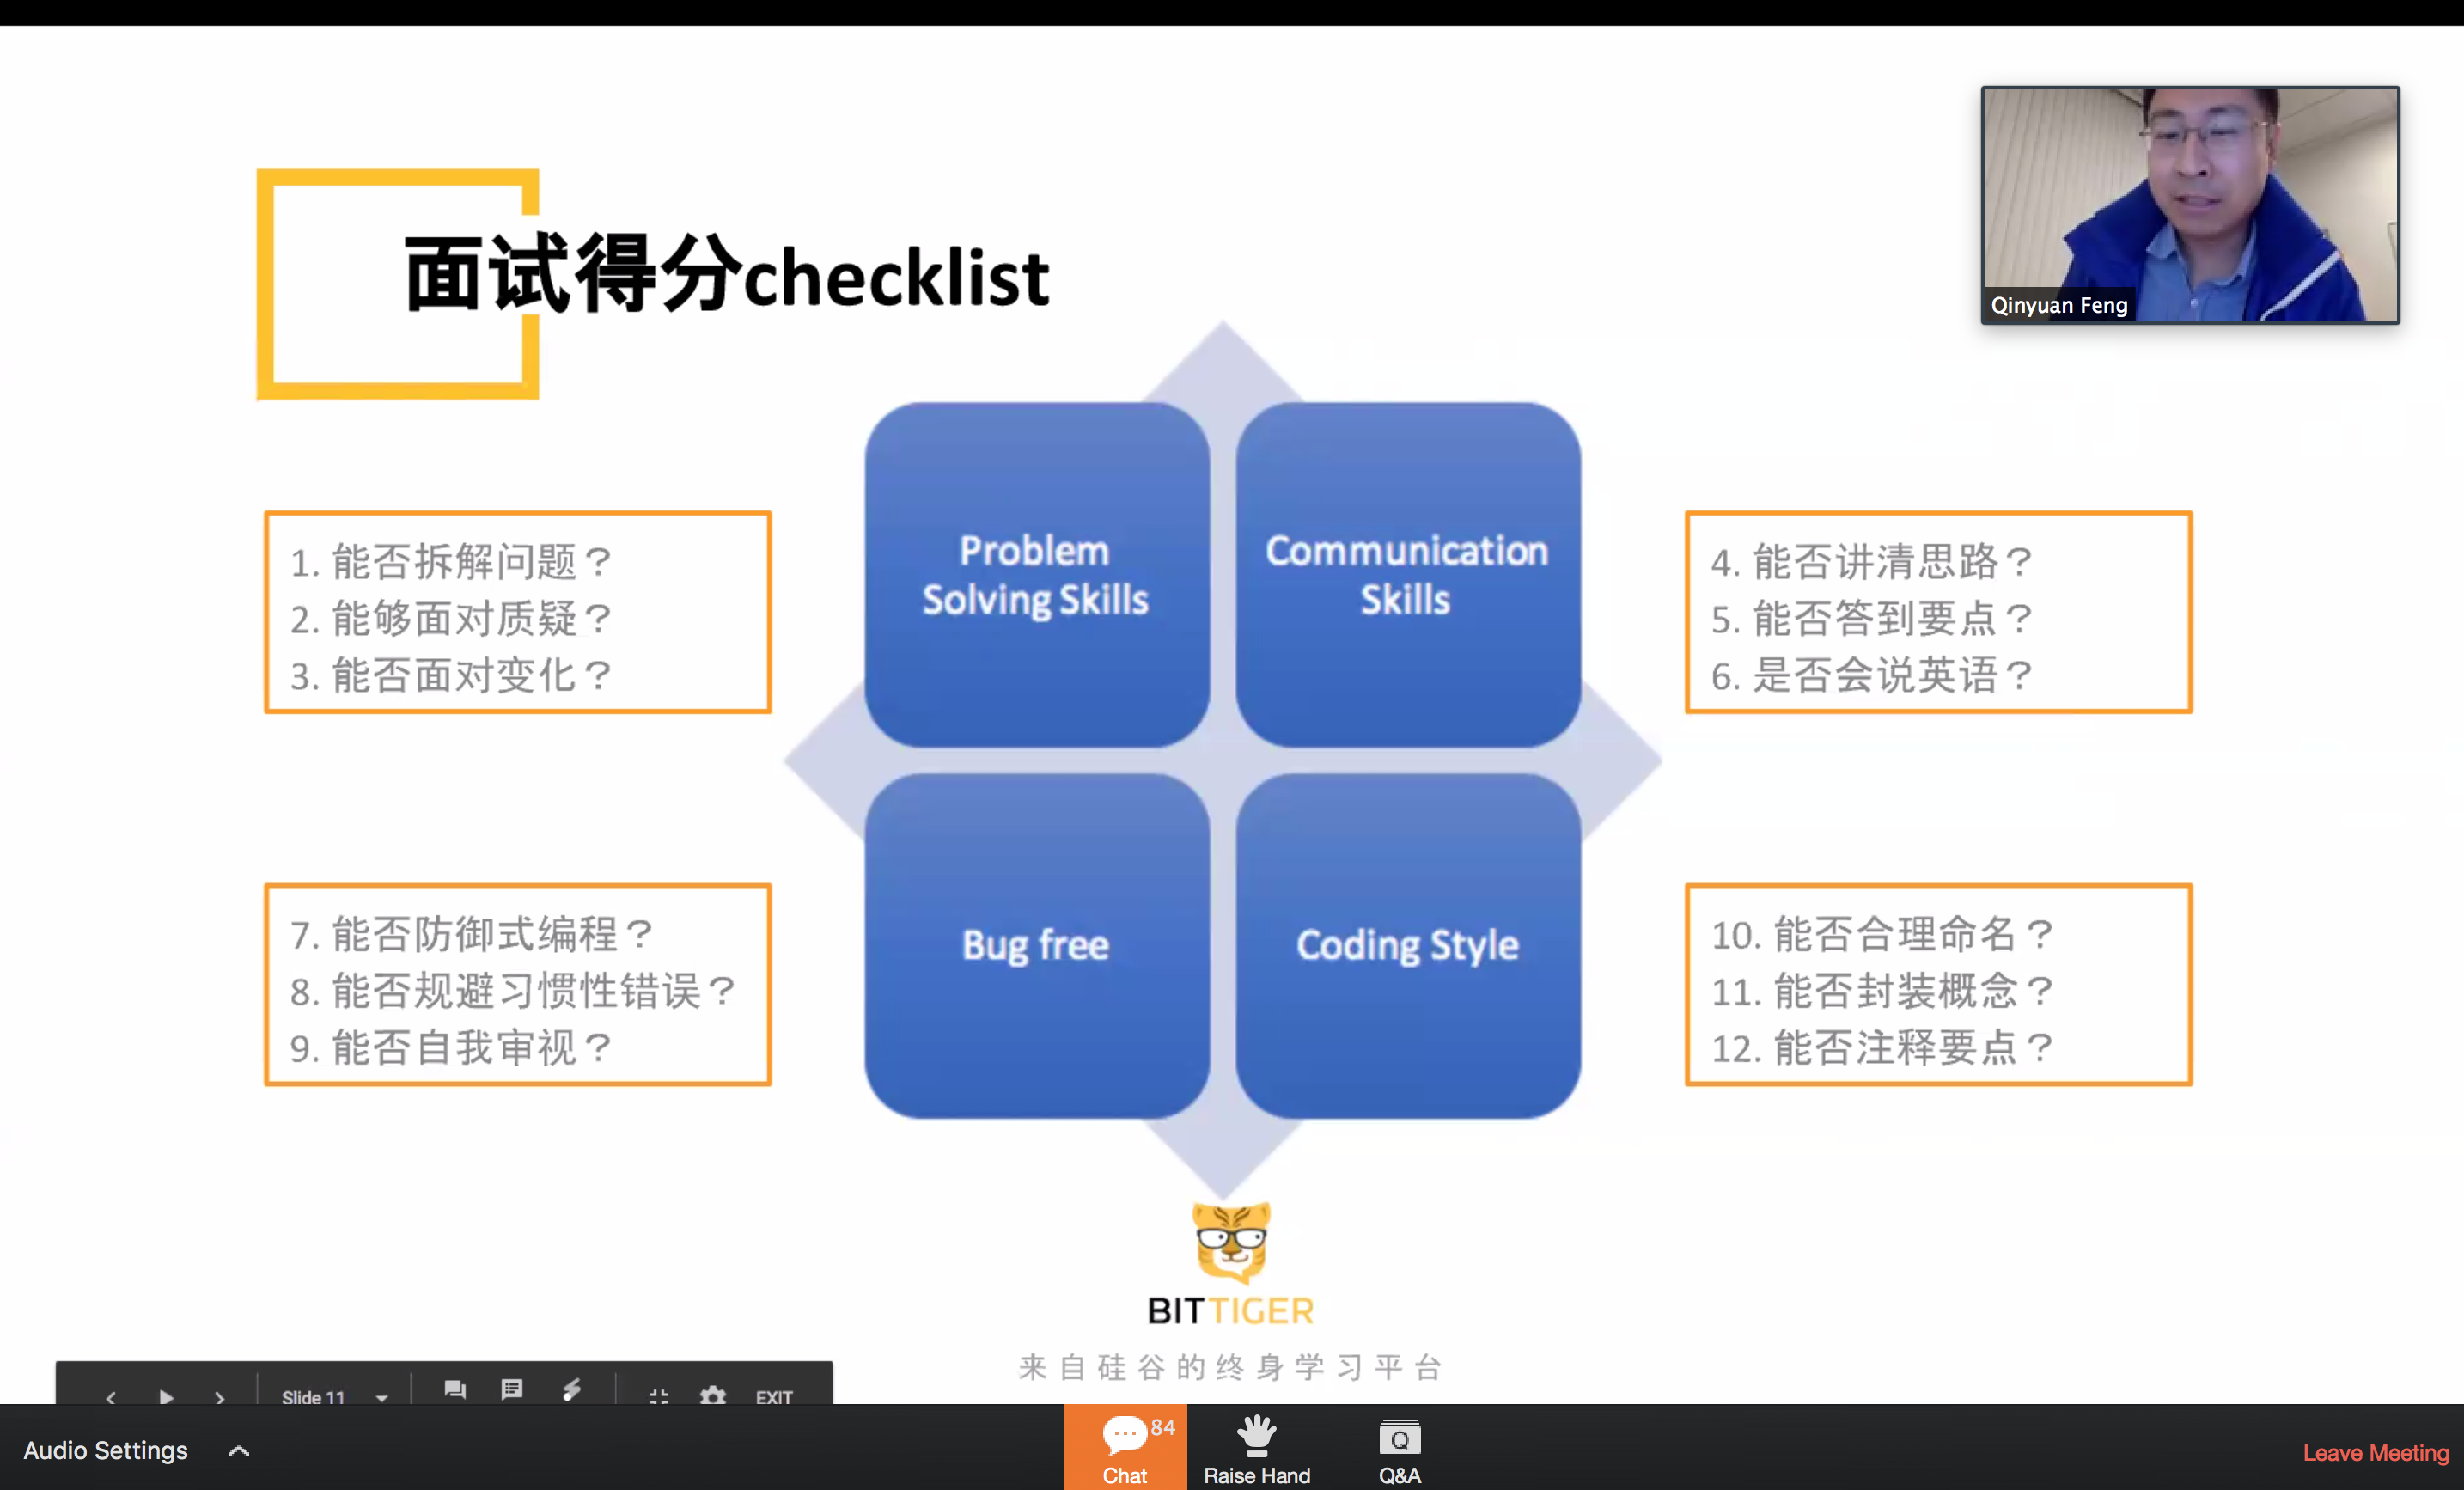 面试得分checklist
Qinyuan Feng
1. 能否拆解问题？
2. 能够面对质疑？
3. 能否面对变化？
Problem
Solving Skills
Communication
Skills
4. 能否讲清思路？
5. 能否答到要点？
6. 是否会说英语？
7. 能否防御式编程？
8. 能否规避习惯性错误？
9. 能否自我审视？
Bug free
Coding Style
10. 能否合理命名？
11. 能否封装概念？
12. 能否注释要点？
BITTIGER
来自硅谷的终身学习平台
Slide 11
EXIT
Audio Settings
84
Chat
Raise Hand
Q
Q&A
Leave Meeting